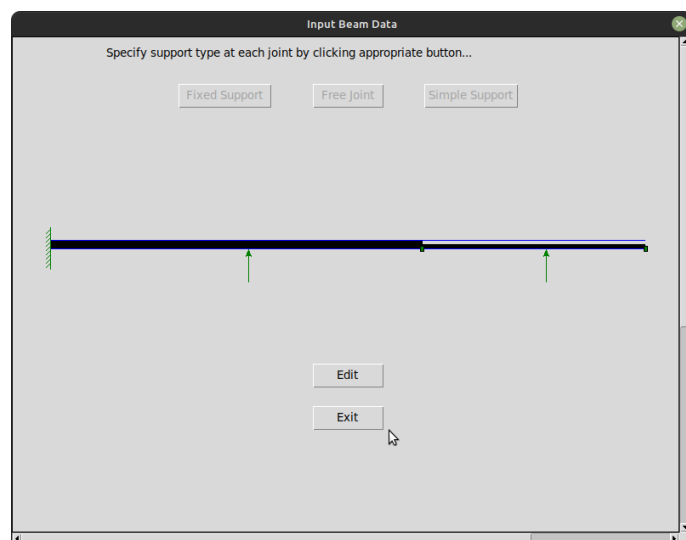 Input Beam Data
Specify support type at each joint by clicking appropriate button...
Fixed Support
Free Joint
Simple Support
Edit
Exit